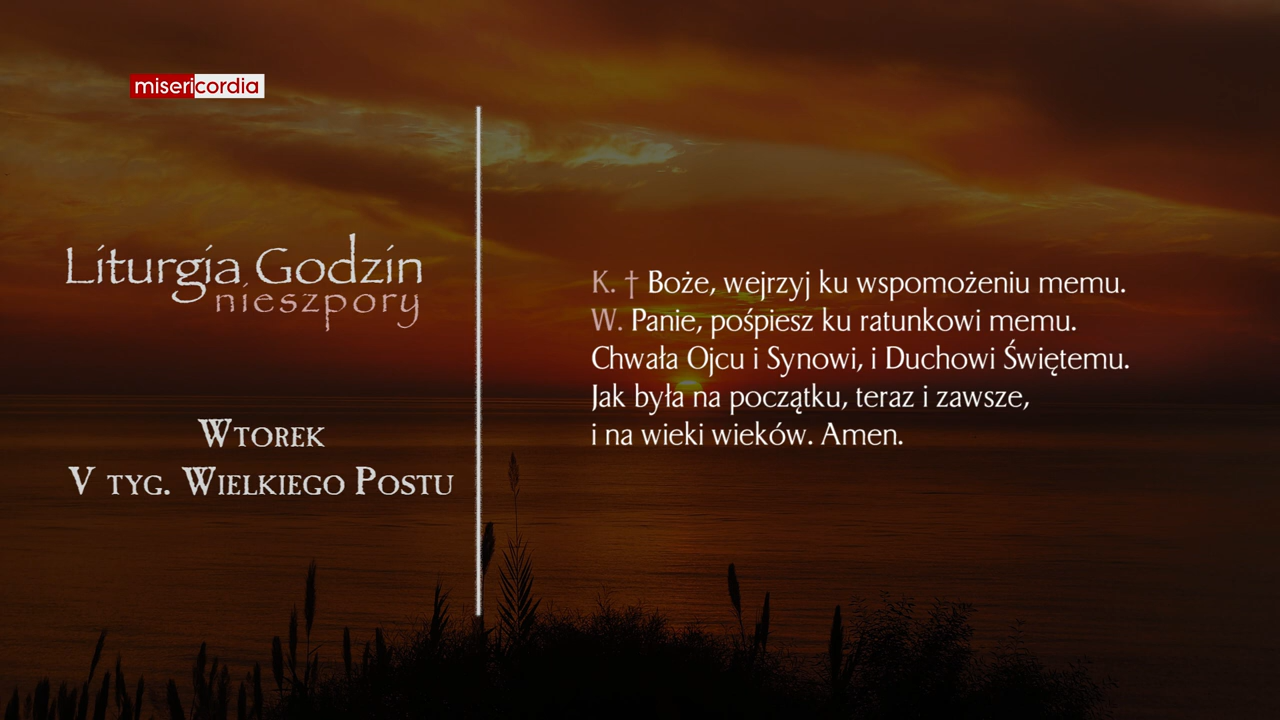 misericordia
Liturgia Godzin
nieszpory
Wtorek
V tyg. Wielkiego Postu
K. † Boże, wejrzyj ku wspomożeniu memu.
W. Panie, pośpiesz ku ratunkowi memu.
Chwała Ojcu i Synowi, i Duchowi Świętemu.
Jak była na początku, teraz i zawsze,
i na wieki wieków. Amen.